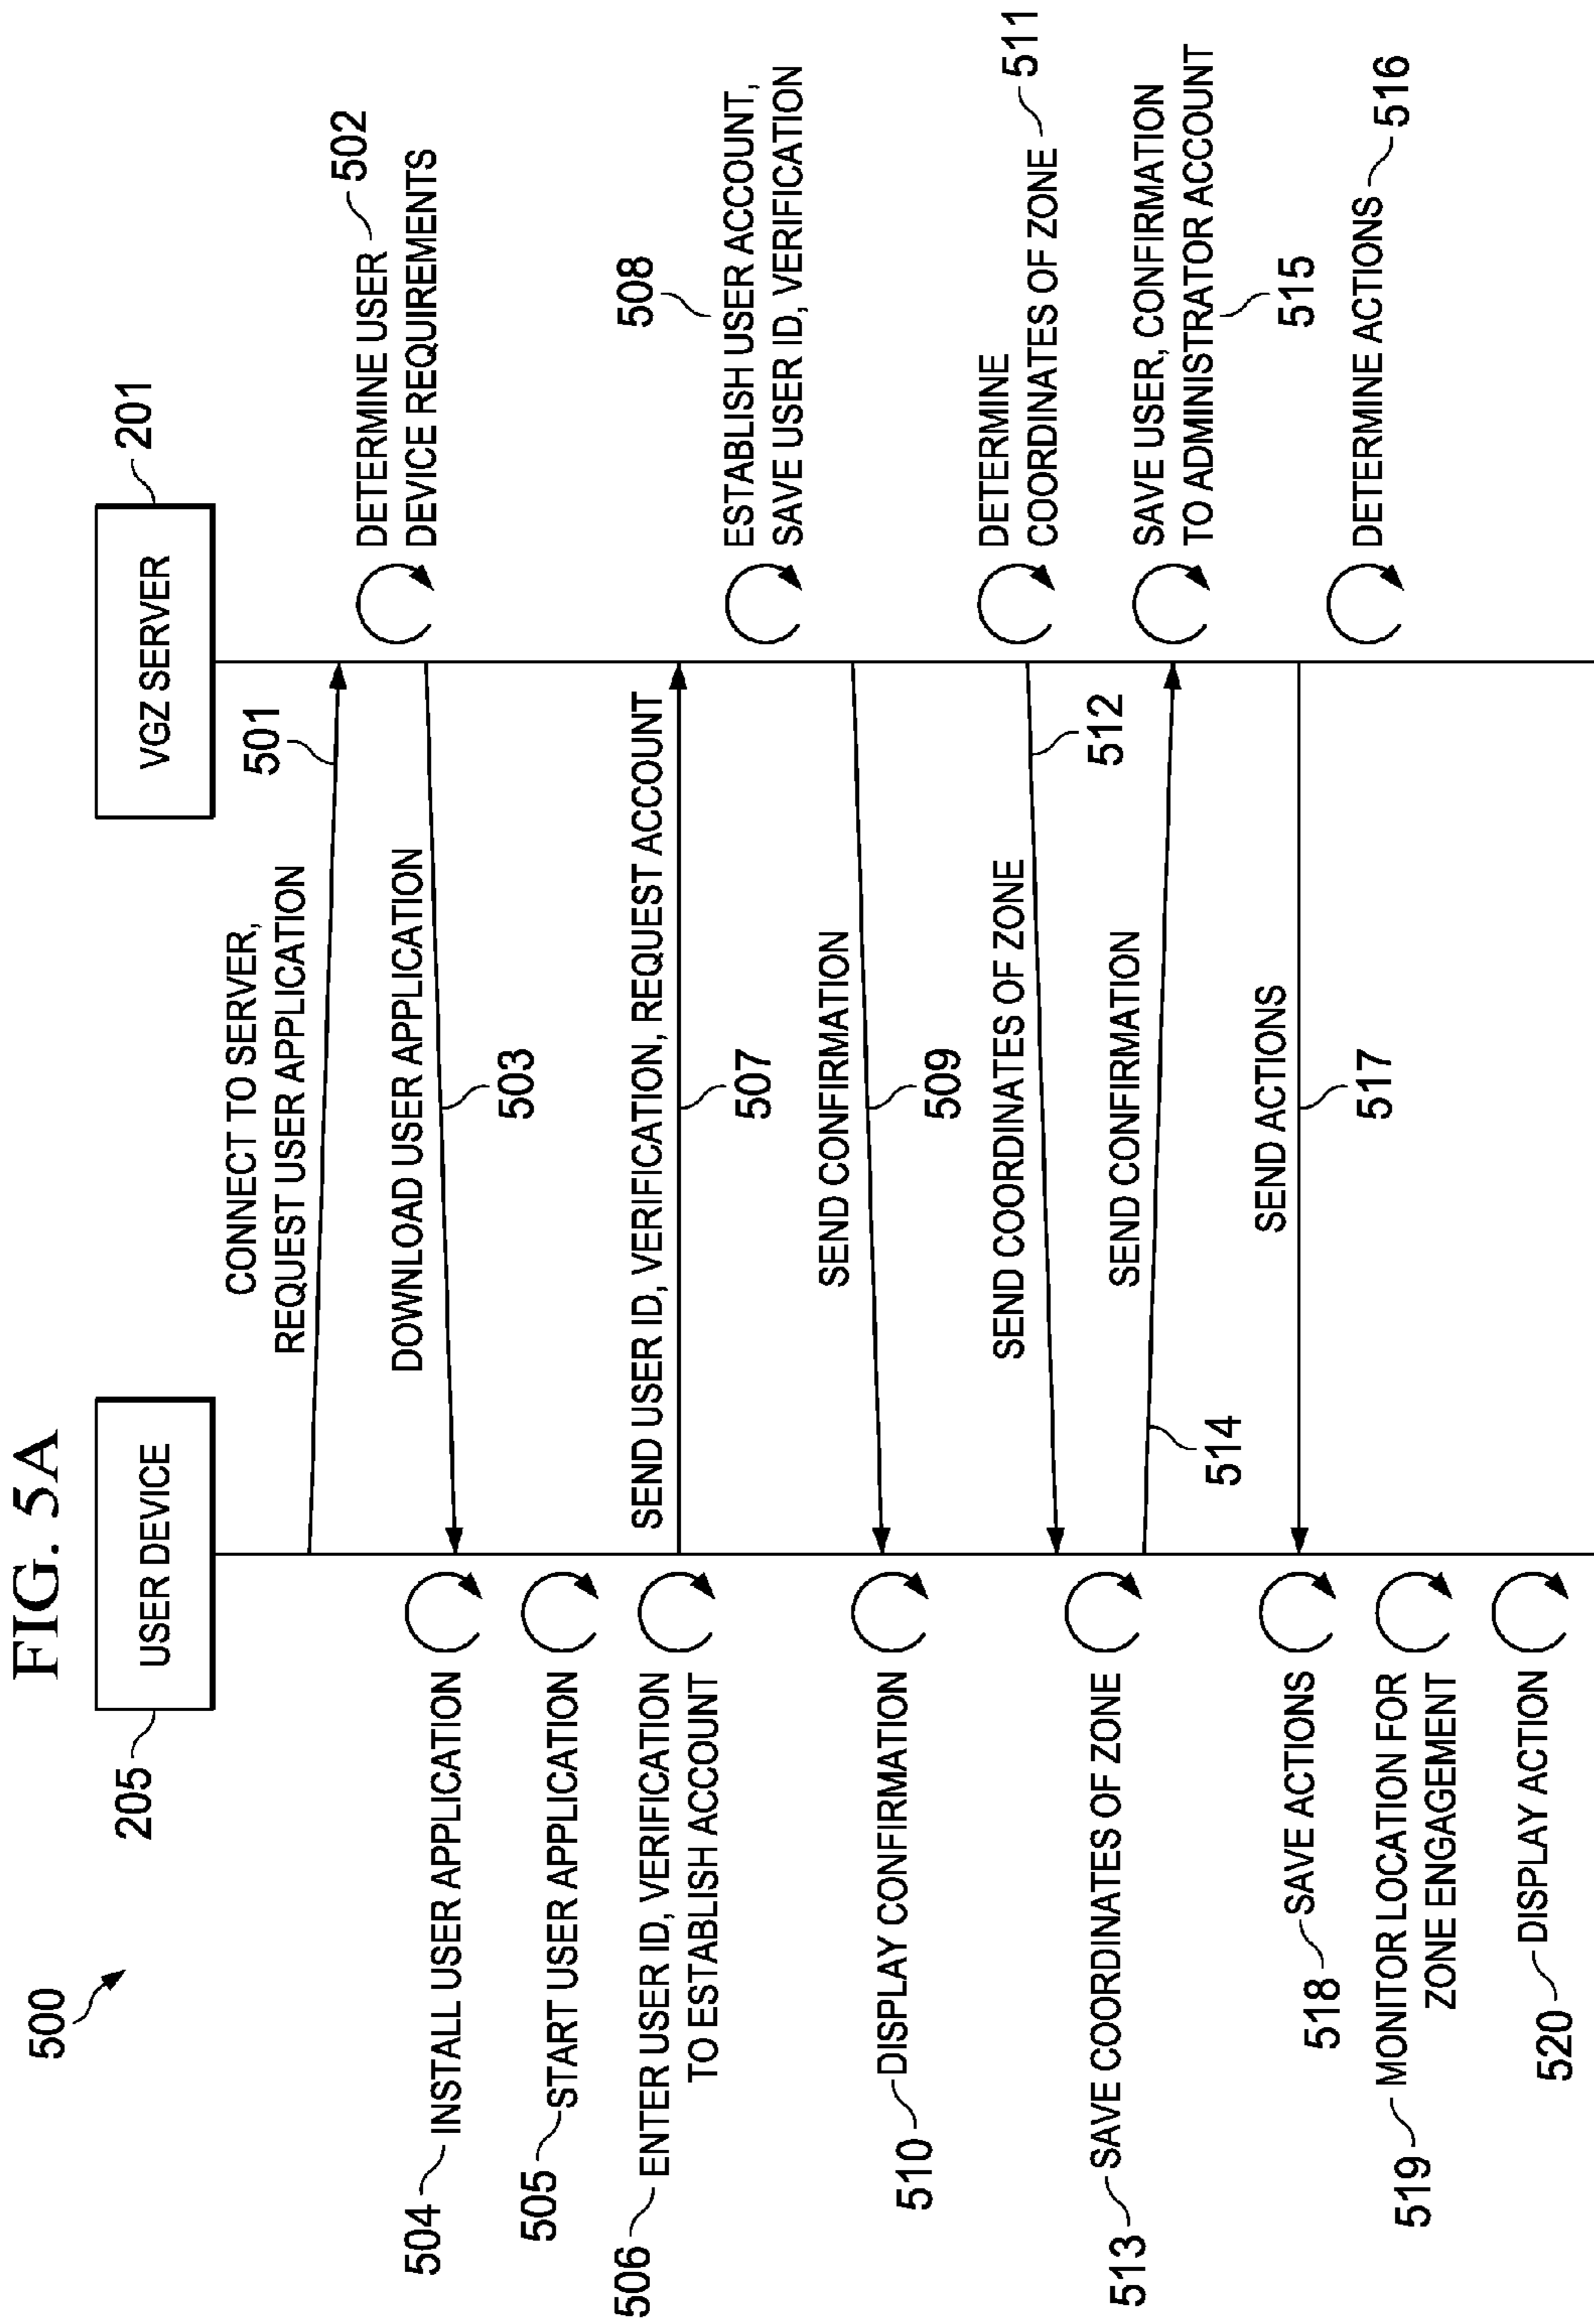 FIG. 5A
500
205
USER DEVICE
VGZ SERVER
201
CONNECT TO SERVER,
REQUEST USER APPLICATION
501
DETERMINE USER
DEVICE REQUIREMENTS
502
DOWNLOAD USER APPLICATION
503
504
INSTALL USER APPLICATION
505
START USER APPLICATION
506
ENTER USER ID, VERIFICATION
TO ESTABLISH ACCOUNT
SEND USER ID, VERIFICATION, REQUEST ACCOUNT
507
508
ESTABLISH USER ACCOUNT,
SAVE USER ID, VERIFICATION
SEND CONFIRMATION
509
510
DISPLAY CONFIRMATION
DETERMINE
COORDINATES OF ZONE
511
SEND COORDINATES OF ZONE
512
513
SAVE COORDINATES OF ZONE
SEND CONFIRMATION
514
SAVE USER, CONFIRMATION
TO ADMINISTRATOR ACCOUNT
515
DETERMINE ACTIONS
516
SEND ACTIONS
517
518
SAVE ACTIONS
519
MONITOR LOCATION FOR
ZONE ENGAGEMENT
520
DISPLAY ACTION